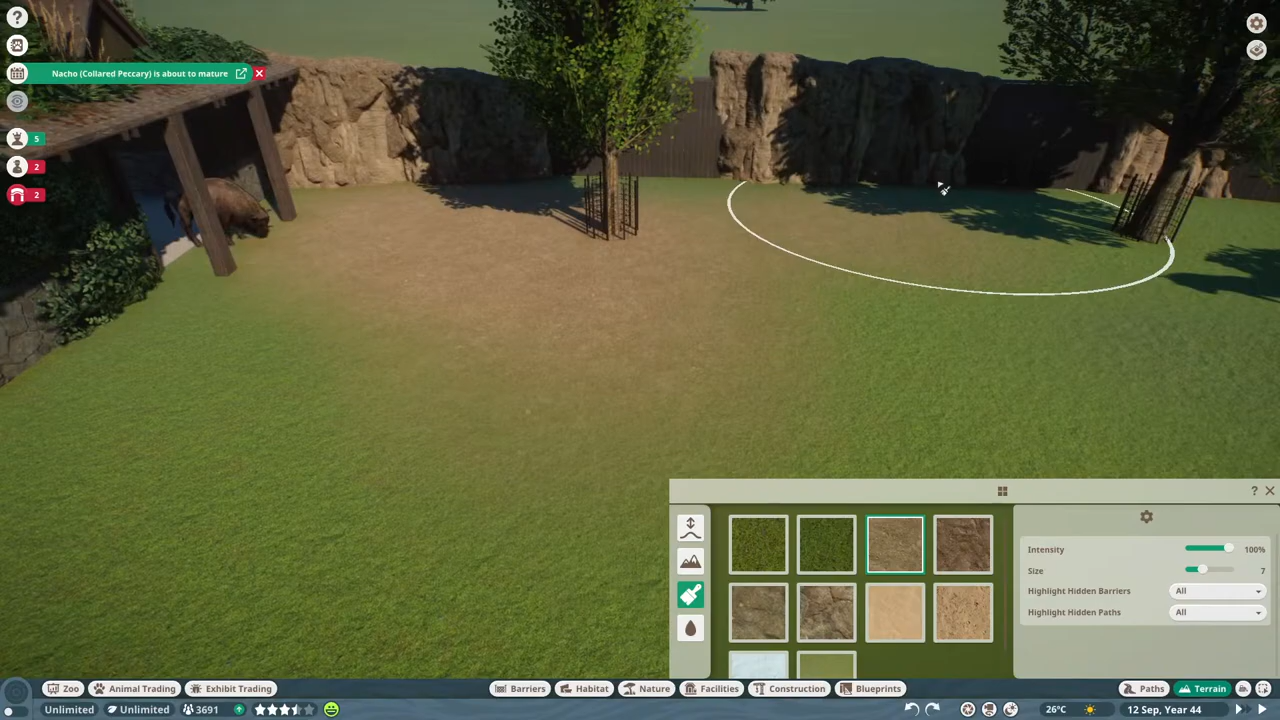 ?
Nacho (Collared Peccary) is about to mature
5
2
2
?
Intensity 100%
Size 7
Highlight Hidden Barriers All
Highlight Hidden Paths All
Zoo Animal Trading Exhibit Trading Barriers Habitat Nature Facilities Construction Blueprints Paths Terrain
Unlimited Unlimited 3691 26°C 12 Sep, Year 44